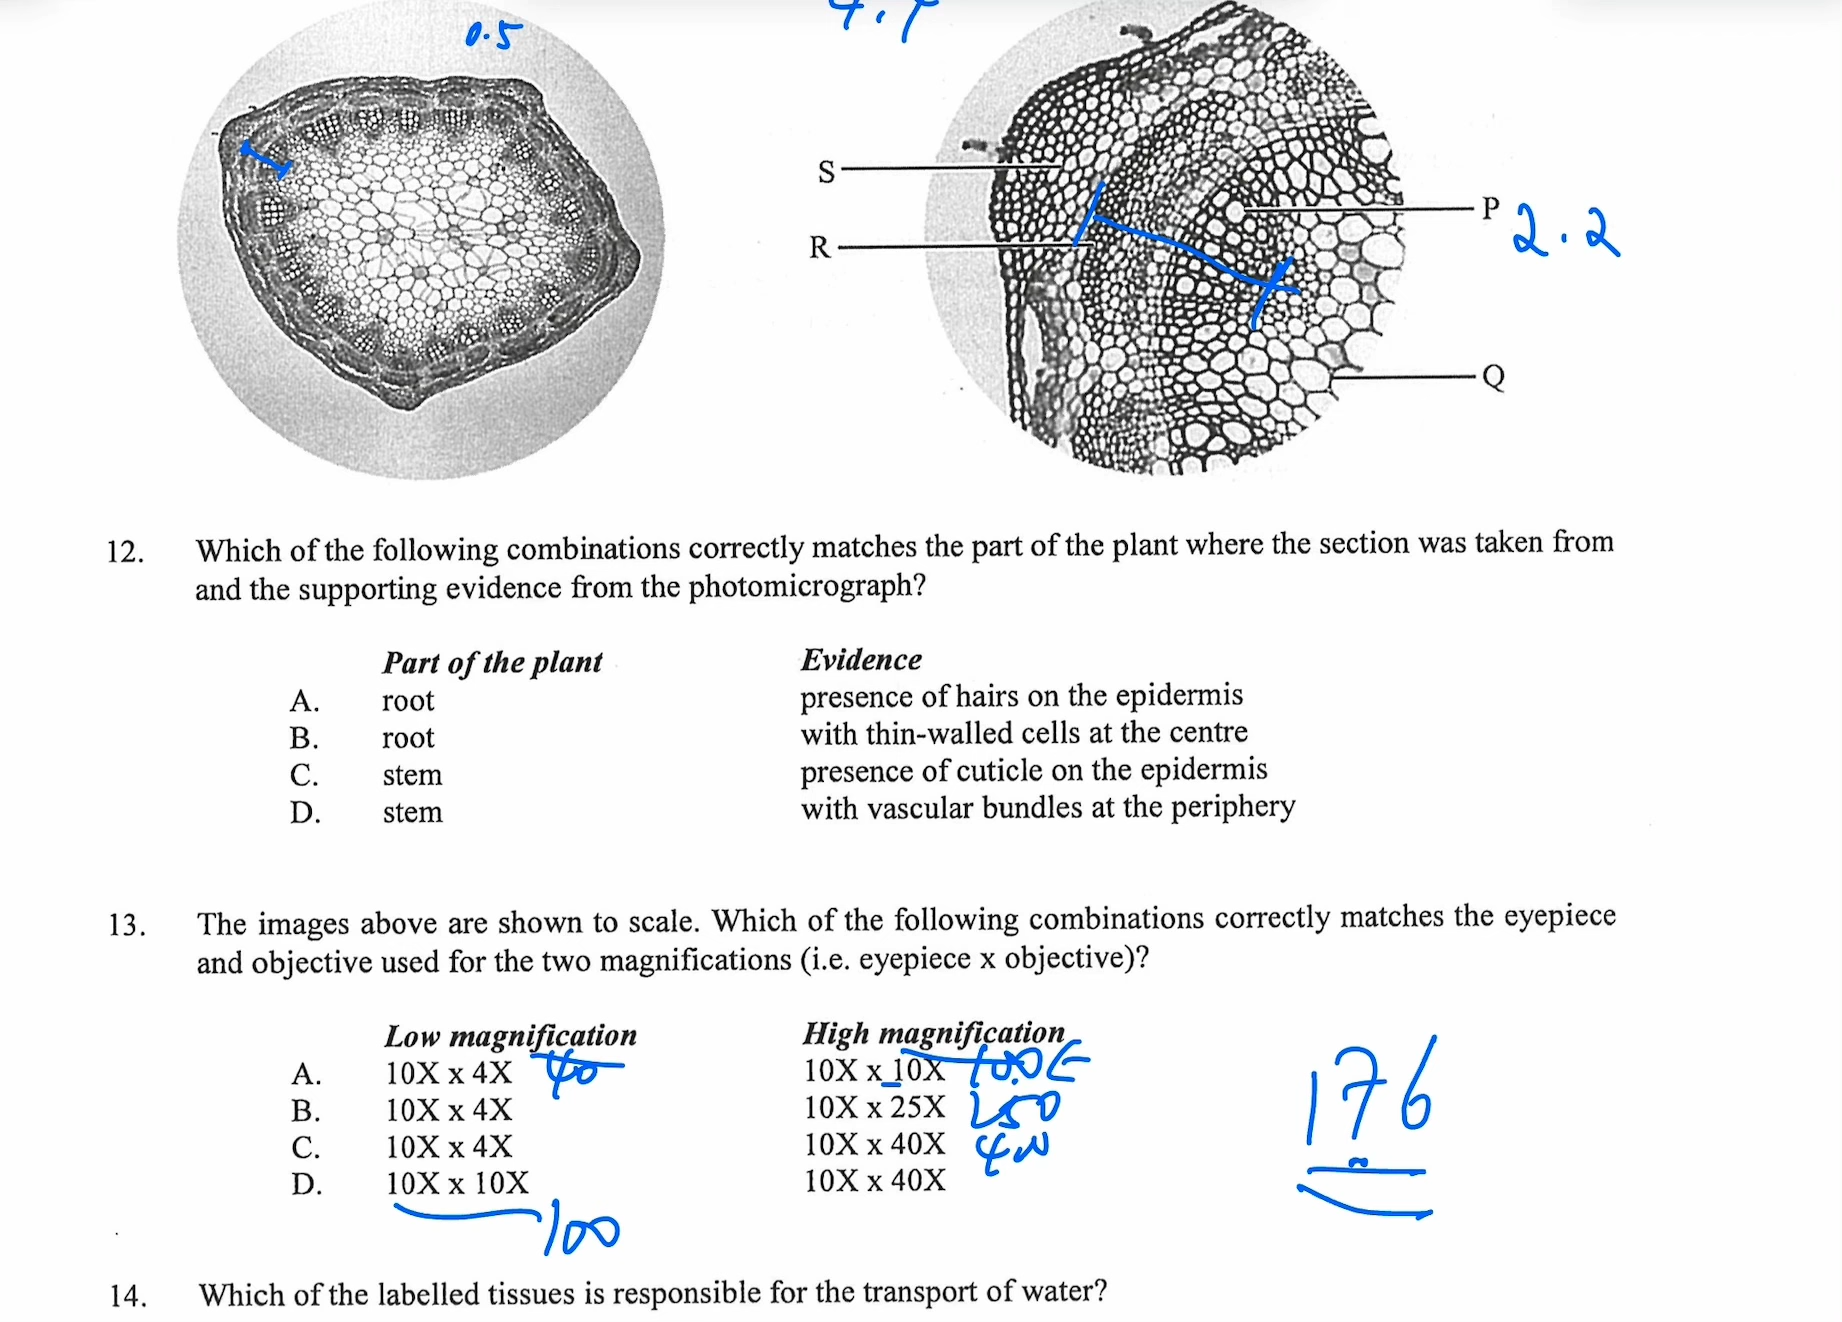 0.5
S
P
2.2
R
Q
12. Which of the following combinations correctly matches the part of the plant where the section was taken from
and the supporting evidence from the photomicrograph?
Part of the plant Evidence
A. root presence of hairs on the epidermis
B. root with thin-walled cells at the centre
C. stem presence of cuticle on the epidermis
D. stem with vascular bundles at the periphery
13. The images above are shown to scale. Which of the following combinations correctly matches the eyepiece
and objective used for the two magnifications (i.e. eyepiece x objective)?
Low magnification High magnification
A. 10X x 4X 40 10X x 10X 100
B. 10X x 4X 10X x 25X 250
C. 10X x 4X 10X x 40X
D. 10X x 10X 10X x 40X
176
100
14. Which of the labelled tissues is responsible for the transport of water?